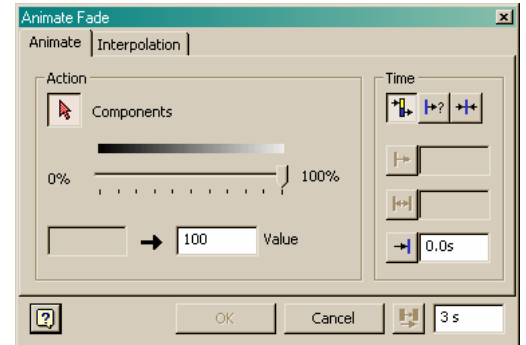 Animate Fade
Animate Interpolation
Action
Components
0% 100%
100 Value
Time
?
0.0s
? OK Cancel 3 s